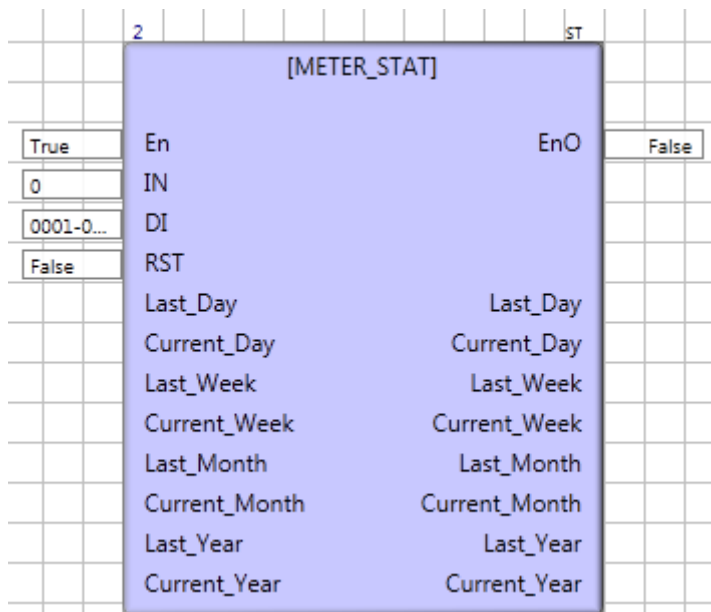 2 ST
[METER_STAT]
True En EnO False
0 IN
0001-0... DI
False RST
Last_Day Last_Day
Current_Day Current_Day
Last_Week Last_Week
Current_Week Current_Week
Last_Month Last_Month
Current_Month Current_Month
Last_Year Last_Year
Current_Year Current_Year